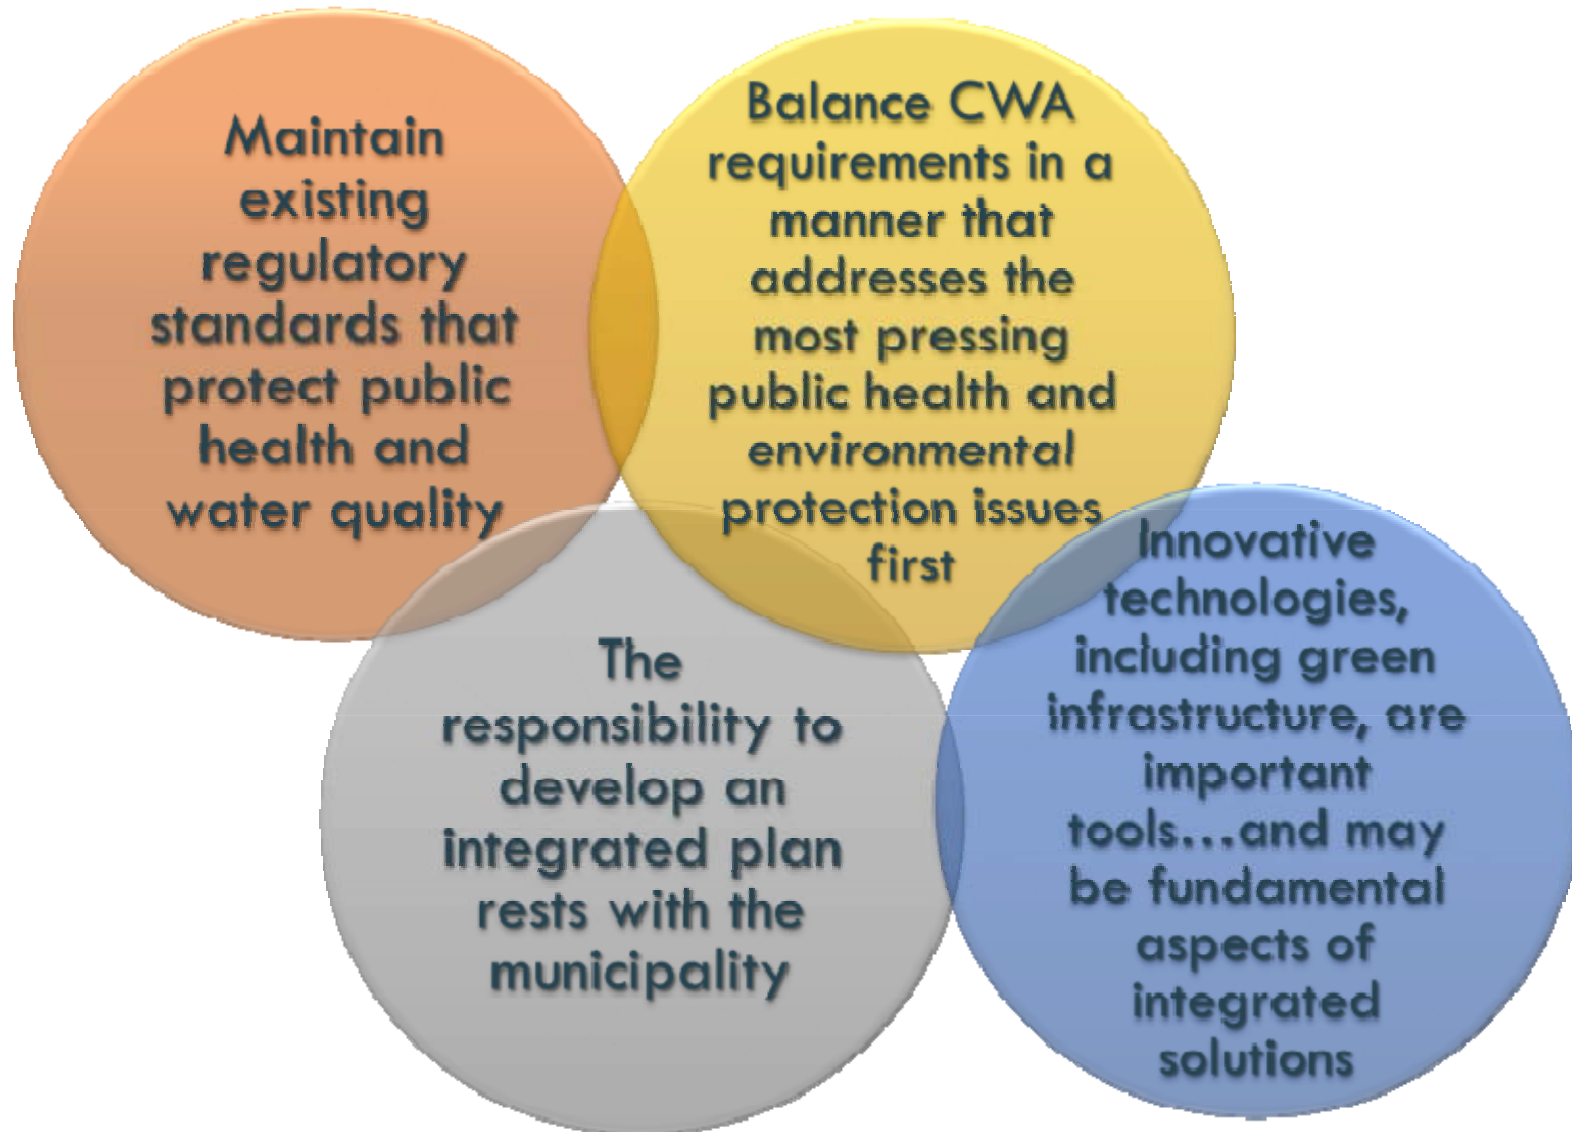 Maintain
existing
regulatory
standards that
protect public
health and
water quality
Balance CWA
requirements in a
manner that
addresses the
most pressing
public health and
environmental
protection issues
first
The
responsibility to
develop an
integrated plan
rests with the
municipality
Innovative
technologies,
including green
infrastructure, are
important
tools...and may
be fundamental
aspects of
integrated
solutions